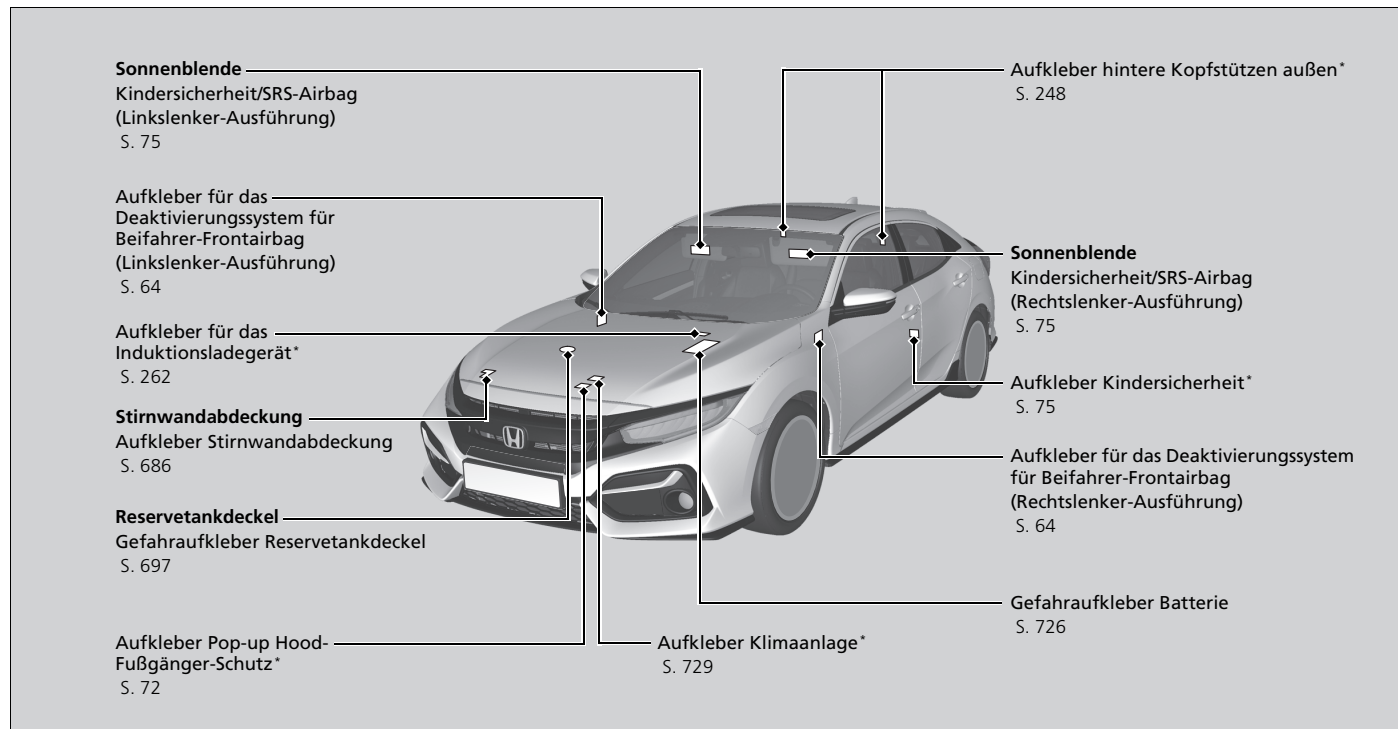 Sonnenblende
Kindersicherheit/SRS-Airbag
(Linkslenker-Ausführung)
S. 75
Aufkleber für das
Deaktivierungssystem für
Beifahrer-Frontairbag
(Linkslenker-Ausführung)
S. 64
Aufkleber für das
Induktionsladegerät*
S. 262
Stirnwandabdeckung
Aufkleber Stirnwandabdeckung
S. 686
Reservetankdeckel
Gefahraufkleber Reservetankdeckel
S. 697
Aufkleber Pop-up Hood-
Fußgänger-Schutz*
S. 72
Aufkleber Klimaanlage*
S. 729
Aufkleber hintere Kopfstützen außen*
S. 248
Sonnenblende
Kindersicherheit/SRS-Airbag
(Rechtslenker-Ausführung)
S. 75
Aufkleber Kindersicherheit*
S. 75
Aufkleber für das Deaktivierungssystem
für Beifahrer-Frontairbag
(Rechtslenker-Ausführung)
S. 64
Gefahraufkleber Batterie
S. 726